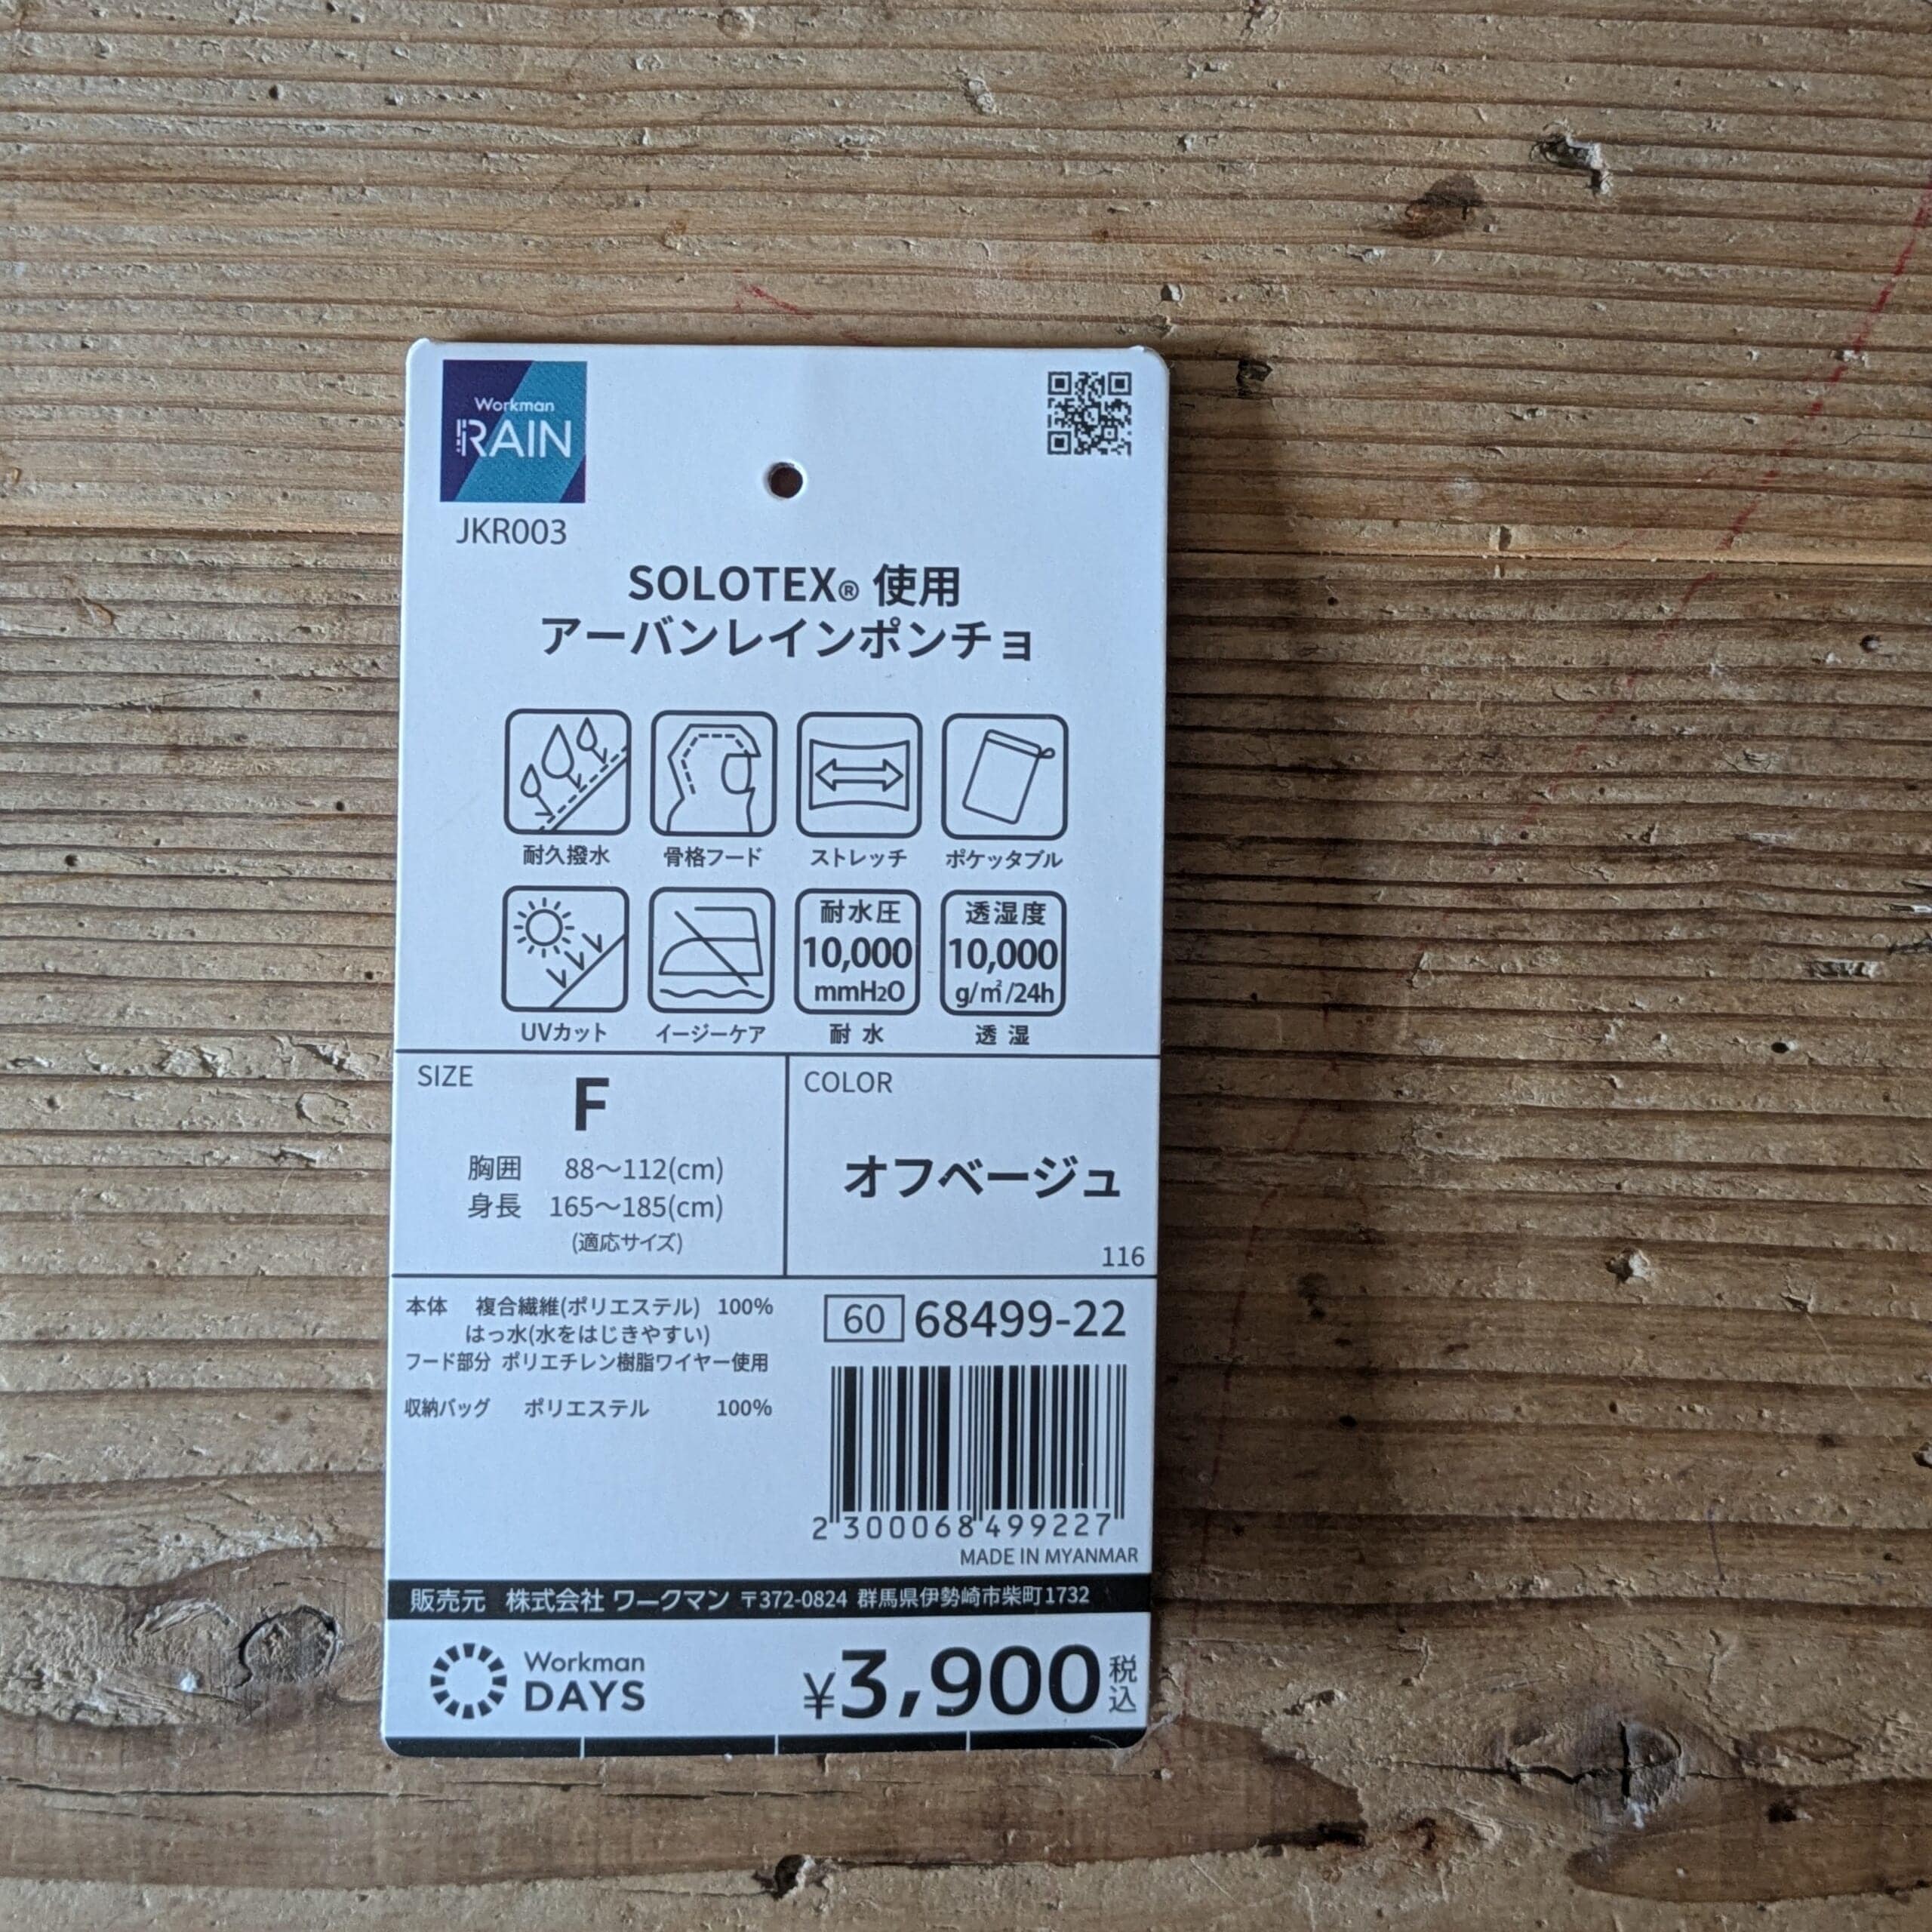 Workman
RAIN
JKR003
SOLOTEX® 使用
アーバンレインポンチョ
耐久撥水 骨格フード ストレッチ ポケッタブル
耐水圧 透湿度
10,000 10,000
mmH2O g/㎡/24h
UVカット イージーケア 耐水 透湿
SIZE
F
胸囲 88～112(cm)
身長 165～185(cm)
(適応サイズ)
COLOR
オフベージュ
116
本体 複合繊維(ポリエステル) 100%
はっ水(水をはじきやすい)
フード部分 ポリエチレン樹脂ワイヤー使用
収納バッグ ポリエステル 100%
60 68499-22
2 300068 499227
MADE IN MYANMAR
販売元 株式会社 ワークマン 〒372-0824 群馬県伊勢崎市柴町1732
Workman
DAYS
¥3,900税込